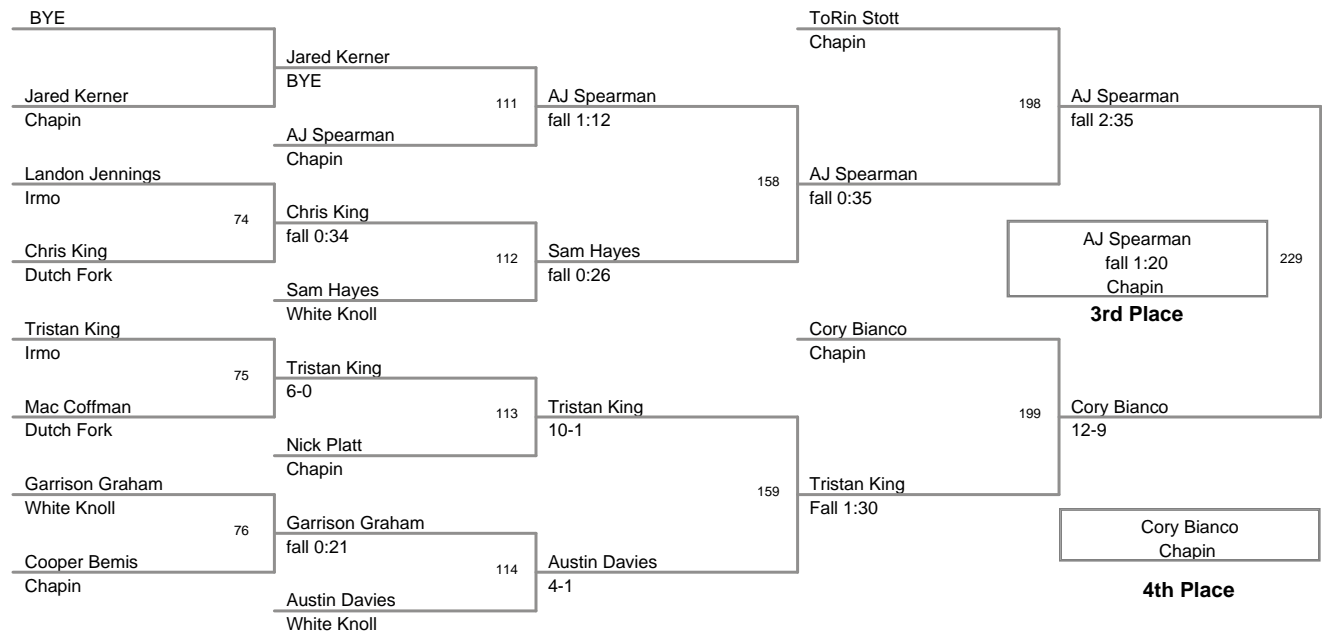 BYE
Jared Kerner
Chapin
Landon Jennings
Irmo
74
Chris King
Dutch Fork
Tristan King
Irmo
75
Mac Coffman
Dutch Fork
Garrison Graham
White Knoll
76
Cooper Bemis
Chapin
Jared Kerner
BYE
111
AJ Spearman
Chapin
Chris King
fall 0:34
112
Sam Hayes
White Knoll
Tristan King
6-0
113
Nick Platt
Chapin
Garrison Graham
fall 0:21
114
Austin Davies
White Knoll
AJ Spearman
fall 1:12
158
Sam Hayes
fall 0:26
Tristan King
10-1
159
Austin Davies
4-1
ToRin Stott
Chapin
198
AJ Spearman
fall 0:35
Cory Bianco
Chapin
199
Tristan King
Fall 1:30
AJ Spearman
fall 2:35
AJ Spearman
fall 1:20
Chapin
229
3rd Place
Cory Bianco
12-9
Cory Bianco
Chapin
4th Place